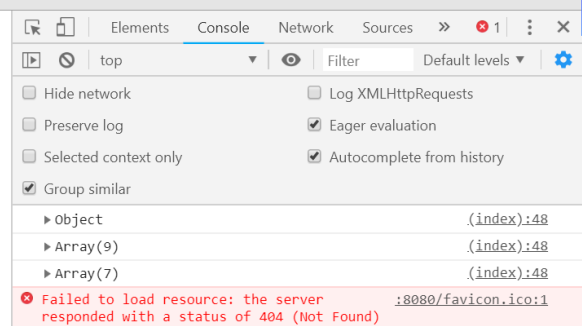 Elements Console Network Sources » 1
top Filter Default levels
Hide network Log XMLHttpRequests
Preserve log Eager evaluation
Selected context only Autocomplete from history
Group similar
Object (index):48
Array(9) (index):48
Array(7) (index):48
Failed to load resource: the server :8080/favicon.ico:1
responded with a status of 404 (Not Found)